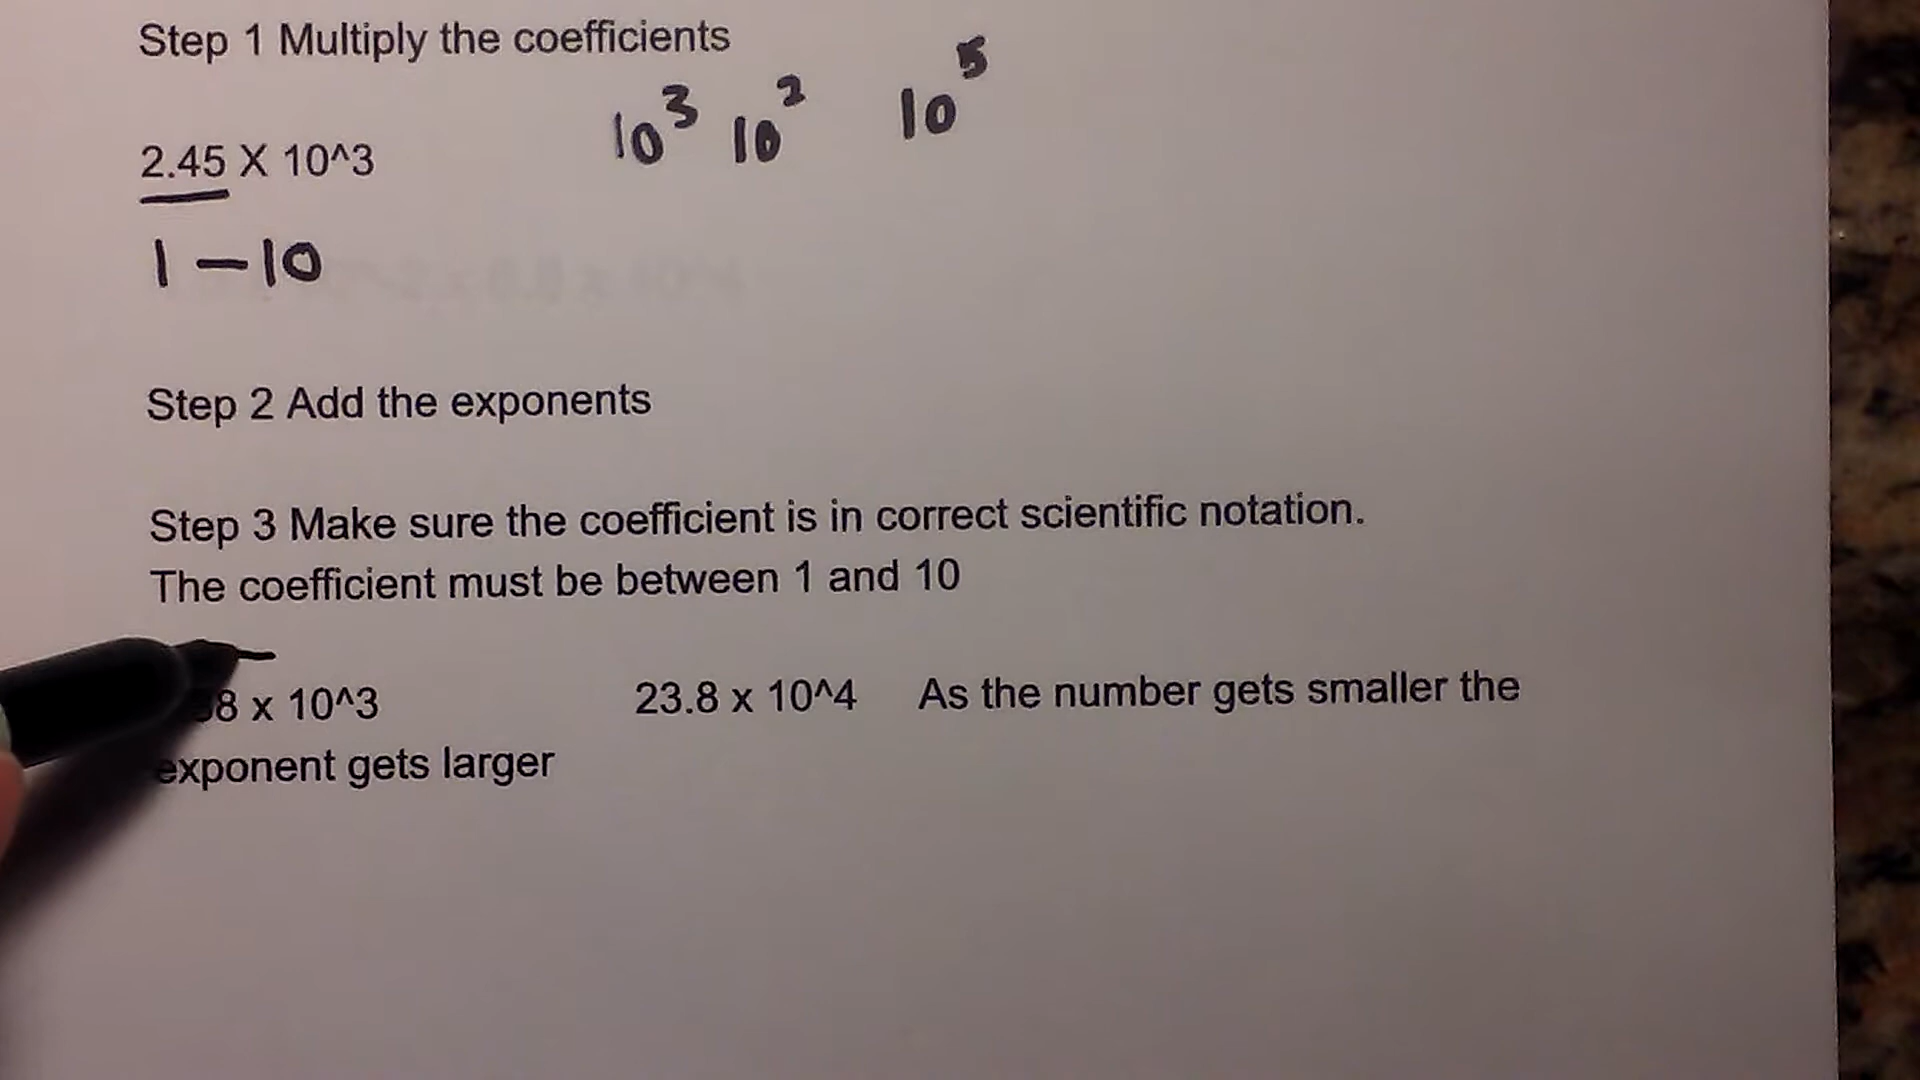 Step 1 Multiply the coefficients
10^3 10^2 10^5
2.45 X 10^3
1 - 10
Step 2 Add the exponents
Step 3 Make sure the coefficient is in correct scientific notation.
The coefficient must be between 1 and 10
x 10^3 23.8 x 10^4 As the number gets smaller the
exponent gets larger